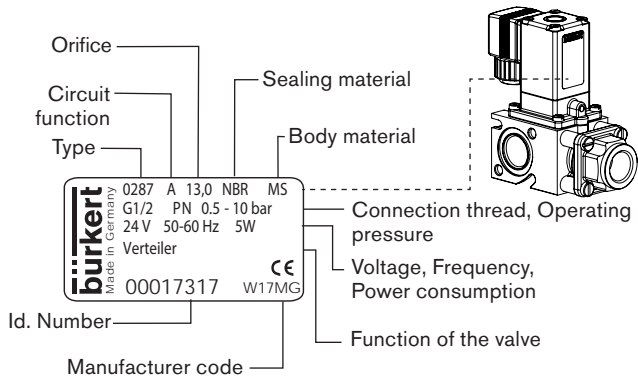 Orifice
Circuit
function
Type
Sealing material
Body material
0287 A 13,0 NBR MS
G1/2 PN 0.5 - 10 bar
24 V 50-60 Hz 5W
Verteiler
CE
00017317 W17MG
bürkert
Made in Germany
Connection thread, Operating
pressure
Voltage, Frequency,
Power consumption
Function of the valve
Id. Number
Manufacturer code